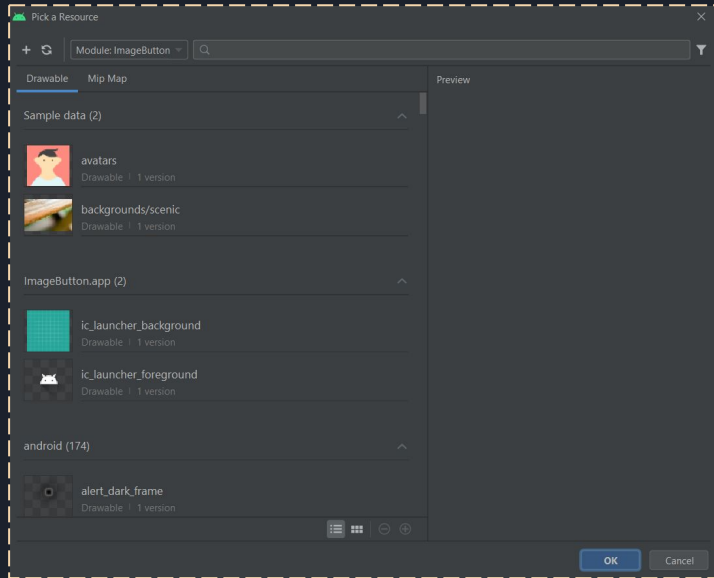 Pick a Resource
Module: ImageButton
Drawable Mip Map
Preview
Sample data (2)
avatars
Drawable | 1 version
backgrounds/scenic
Drawable | 1 version
ImageButton.app (2)
ic_launcher_background
Drawable | 1 version
ic_launcher_foreground
Drawable | 1 version
android (174)
alert_dark_frame
Drawable | 1 version
OK Cancel